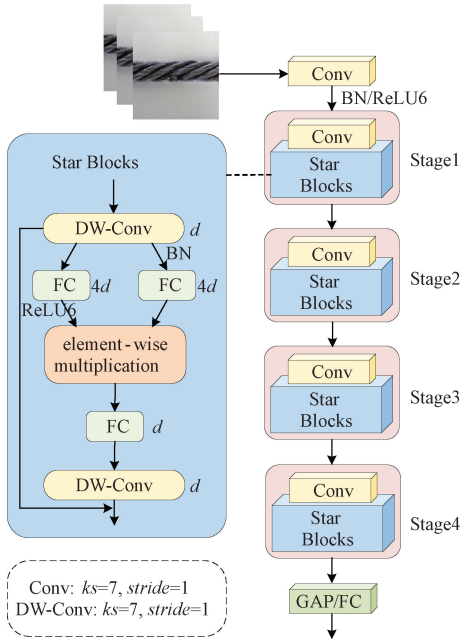 Conv
BN/ReLU6
Conv
Star
Blocks
Stage1
Conv
Star
Blocks
Stage2
Conv
Star
Blocks
Stage3
Conv
Star
Blocks
Stage4
GAP/FC
Star Blocks
DW-Conv d
BN
FC 4d FC 4d
ReLU6
element-wise
multiplication
FC d
DW-Conv d
Conv: ks=7, stride=1
DW-Conv: ks=7, stride=1